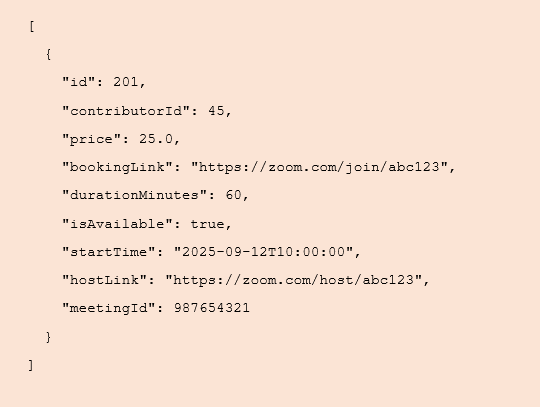 [
  {
    "id": 201,
    "contributorId": 45,
    "price": 25.0,
    "bookingLink": "https://zoom.com/join/abc123",
    "durationMinutes": 60,
    "isAvailable": true,
    "startTime": "2025-09-12T10:00:00",
    "hostLink": "https://zoom.com/host/abc123",
    "meetingId": 987654321
  }
]